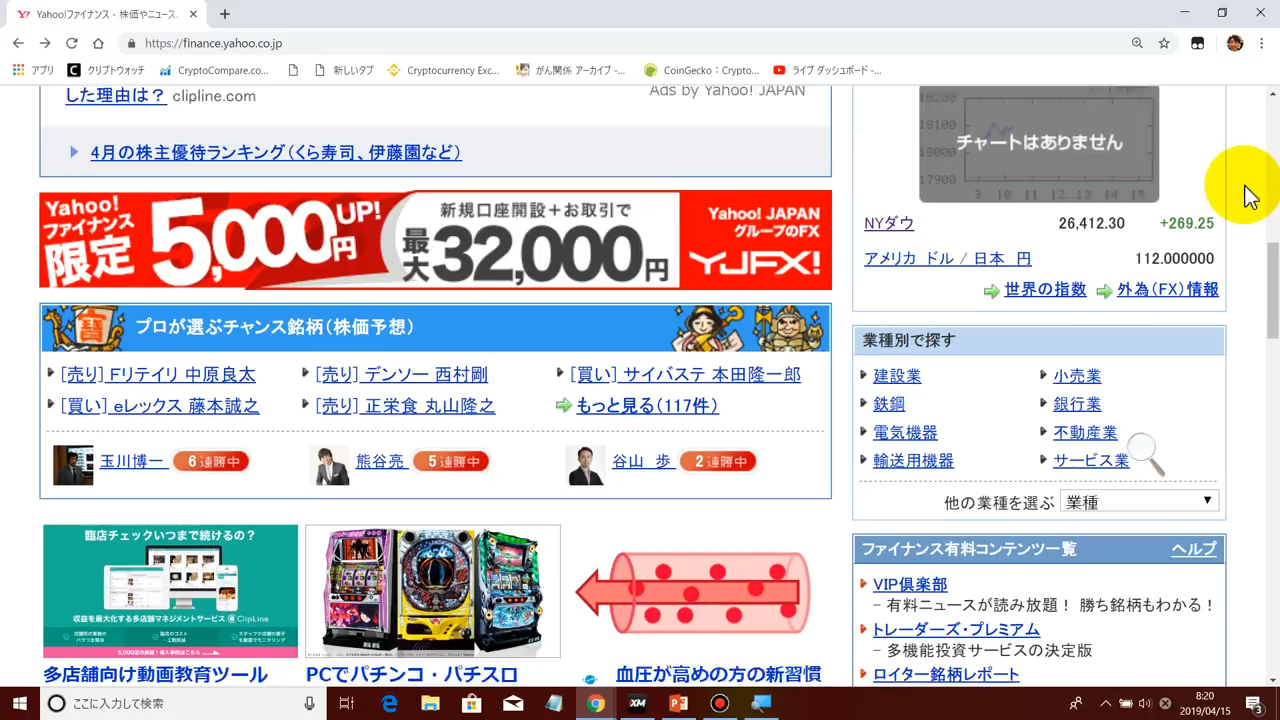 Yahoo!ファイナンス - 株価やニュース、
https://finance.yahoo.co.jp
アプリ
クリプトウォッチ
CryptoCompare.co...
新しいタブ
Cryptocurrency Exc...
がん関係 アーカイブ -...
CoinGecko : Crypto...
ライブ ダッシュボード -...
した理由は？ clipline.com
Ads by Yahoo! JAPAN
4月の株主優待ランキング（くら寿司、伊藤園など）
Yahoo!
ファイナンス
限定
5,000円
UP!
新規口座開設＋お取引で
最大32,000円
Yahoo! JAPAN
グループのFX
YJFX!
プロが選ぶチャンス銘柄（株価予想）
[売り] Fリテイリ 中原良太
[売り] デンソー 西村剛
[買い] サイバステ 本田隆一郎
[買い] eレックス 藤本誠之
[売り] 正栄食 丸山隆之
もっと見る（117件）
玉川博一 6連勝中
熊谷亮 5連勝中
谷山 歩 2連勝中
臨店チェックいつまで続けるの？
収益を最大化する多店舗マネジメントサービス ClipLine
多店舗向け動画教育ツール
PCでパチンコ・パチスロ
血圧が高めの方の新習慣
18200
18100
18000
17900
9 10 11 12 13 14 15
チャートはありません
NYダウ 26,412.30 +269.25
アメリカ ドル / 日本 円 112.000000
世界の指数 外為（FX）情報
業種別で探す
建設業 小売業
鉄鋼 銀行業
電気機器 不動産業
輸送用機器 サービス業
他の業種を選ぶ 業種
ファイナンス有料コンテンツ一覧 ヘルプ
VIP倶楽部
− 有料ニュースが読み放題！ 勝ち銘柄もわかる！
トレーダーズ・プレミアム
− 多機能投資サービスの決定版
ロイター銘柄レポート
ここに入力して検索
XM
8:20
2019/04/15
3